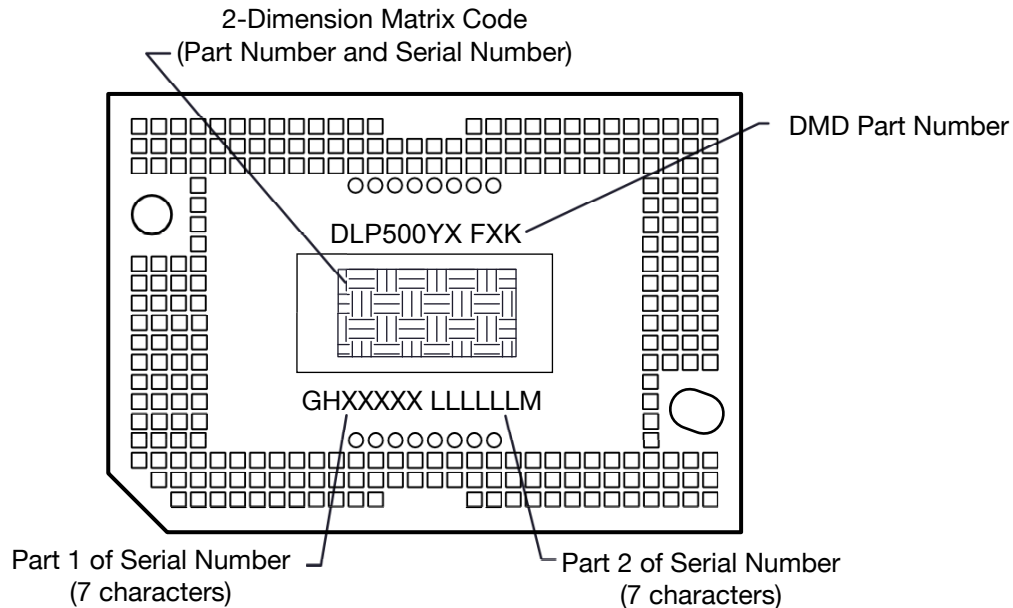 2-Dimension Matrix Code
(Part Number and Serial Number)
DMD Part Number
DLP500YX FXK
GHXXXXX LLLLLLM
Part 1 of Serial Number
(7 characters)
Part 2 of Serial Number
(7 characters)